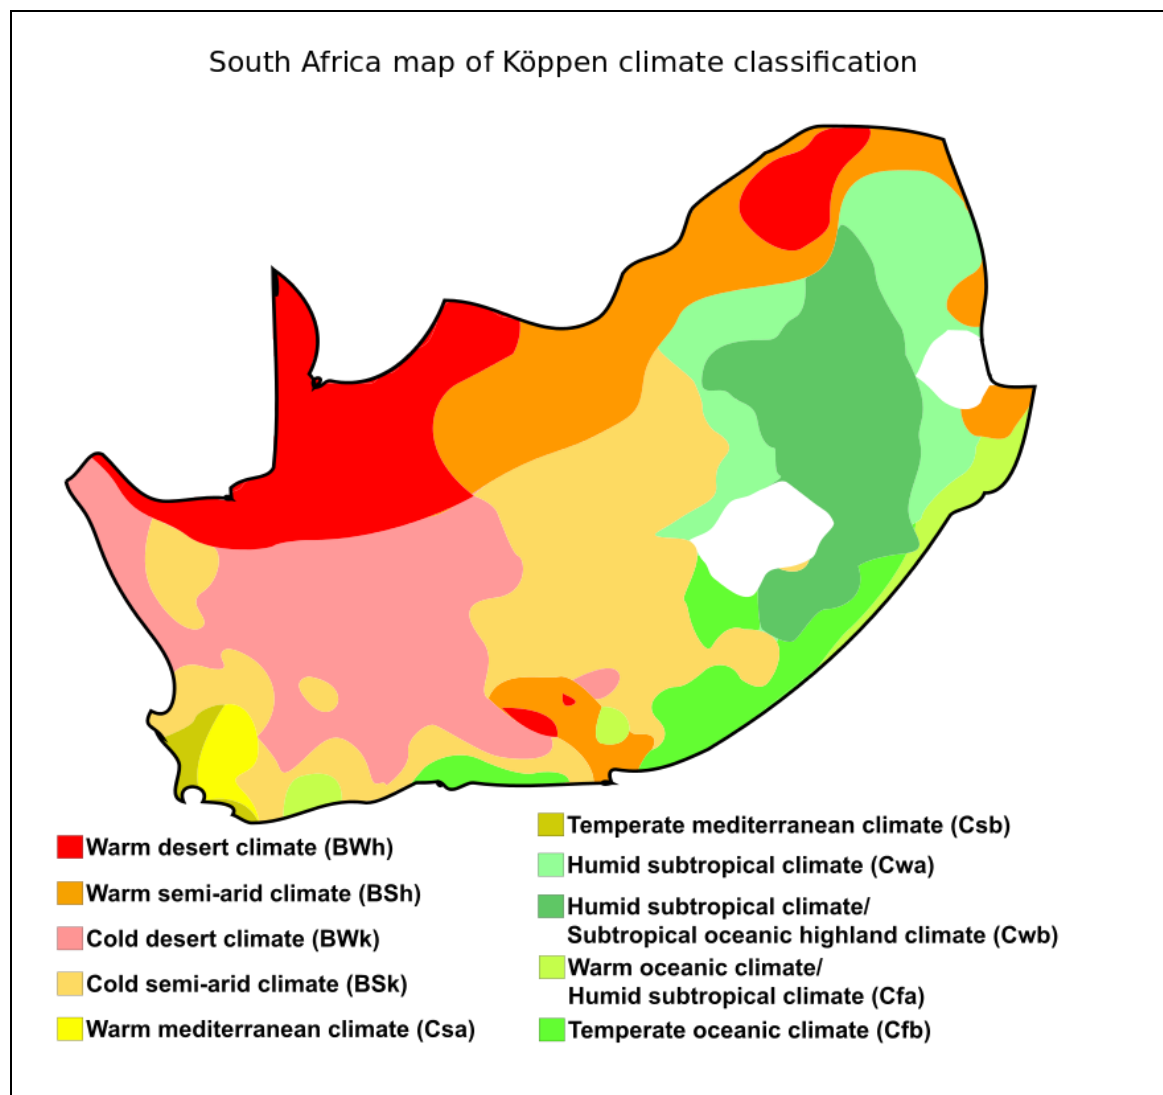 South Africa map of Köppen climate classification
Warm desert climate (BWh)
Warm semi-arid climate (BSh)
Cold desert climate (BWk)
Cold semi-arid climate (BSk)
Warm mediterranean climate (Csa)
Temperate mediterranean climate (Csb)
Humid subtropical climate (Cwa)
Humid subtropical climate/
Subtropical oceanic highland climate (Cwb)
Warm oceanic climate/
Humid subtropical climate (Cfa)
Temperate oceanic climate (Cfb)